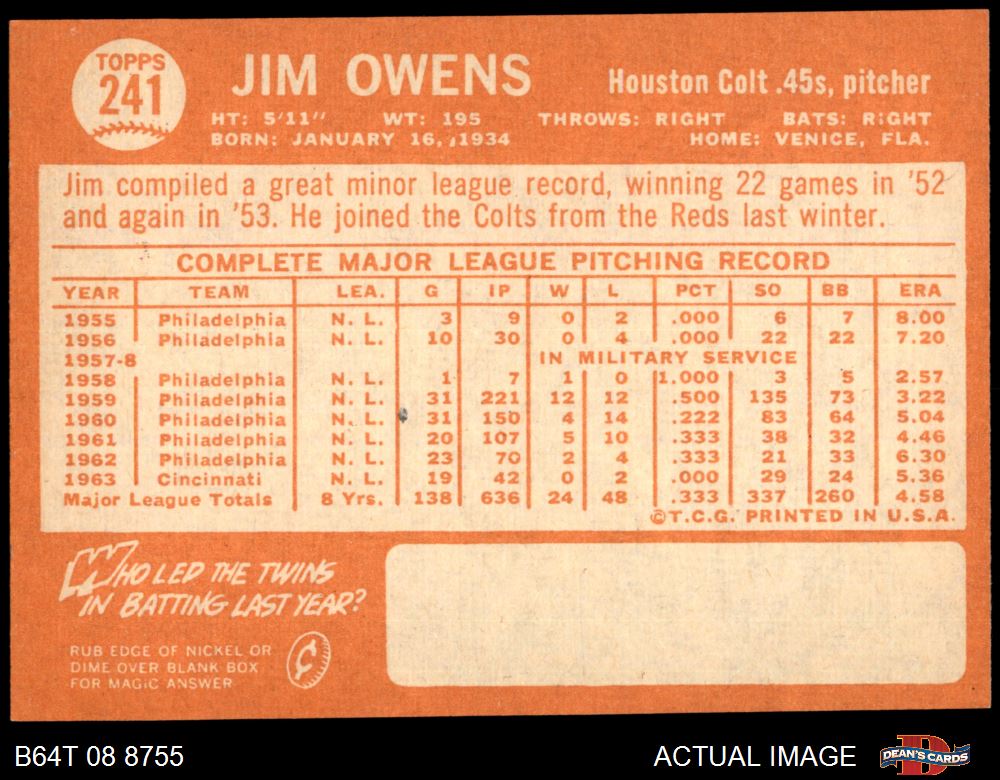 TOPPS
241
JIM OWENS
Houston Colt .45s, pitcher
HT: 5'11" WT: 195 THROWS: RIGHT BATS: RIGHT
BORN: JANUARY 16, 1934 HOME: VENICE, FLA.
Jim compiled a great minor league record, winning 22 games in '52
and again in '53. He joined the Colts from the Reds last winter.
COMPLETE MAJOR LEAGUE PITCHING RECORD
YEAR TEAM LEA. G IP W L PCT SO BB ERA
1955 Philadelphia N. L. 3 9 0 2 .000 6 7 8.00
1956 Philadelphia N. L. 10 30 0 4 .000 22 22 7.20
1957-8 IN MILITARY SERVICE
1958 Philadelphia N. L. 1 7 1 0 1.000 3 5 2.57
1959 Philadelphia N. L. 31 221 12 12 .500 135 73 3.22
1960 Philadelphia N. L. 31 150 4 14 .222 83 64 5.04
1961 Philadelphia N. L. 20 107 5 10 .333 38 32 4.46
1962 Philadelphia N. L. 23 70 2 4 .333 21 33 6.30
1963 Cincinnati N. L. 19 42 0 2 .000 29 24 5.36
Major League Totals 8 Yrs. 138 636 24 48 .333 337 260 4.58
©T.C.G. PRINTED IN U.S.A.
WHO LED THE TWINS
IN BATTING LAST YEAR?
RUB EDGE OF NICKEL OR
DIME OVER BLANK BOX
FOR MAGIC ANSWER
¢
B64T 08 8755 ACTUAL IMAGE
D
DEAN'S CARDS